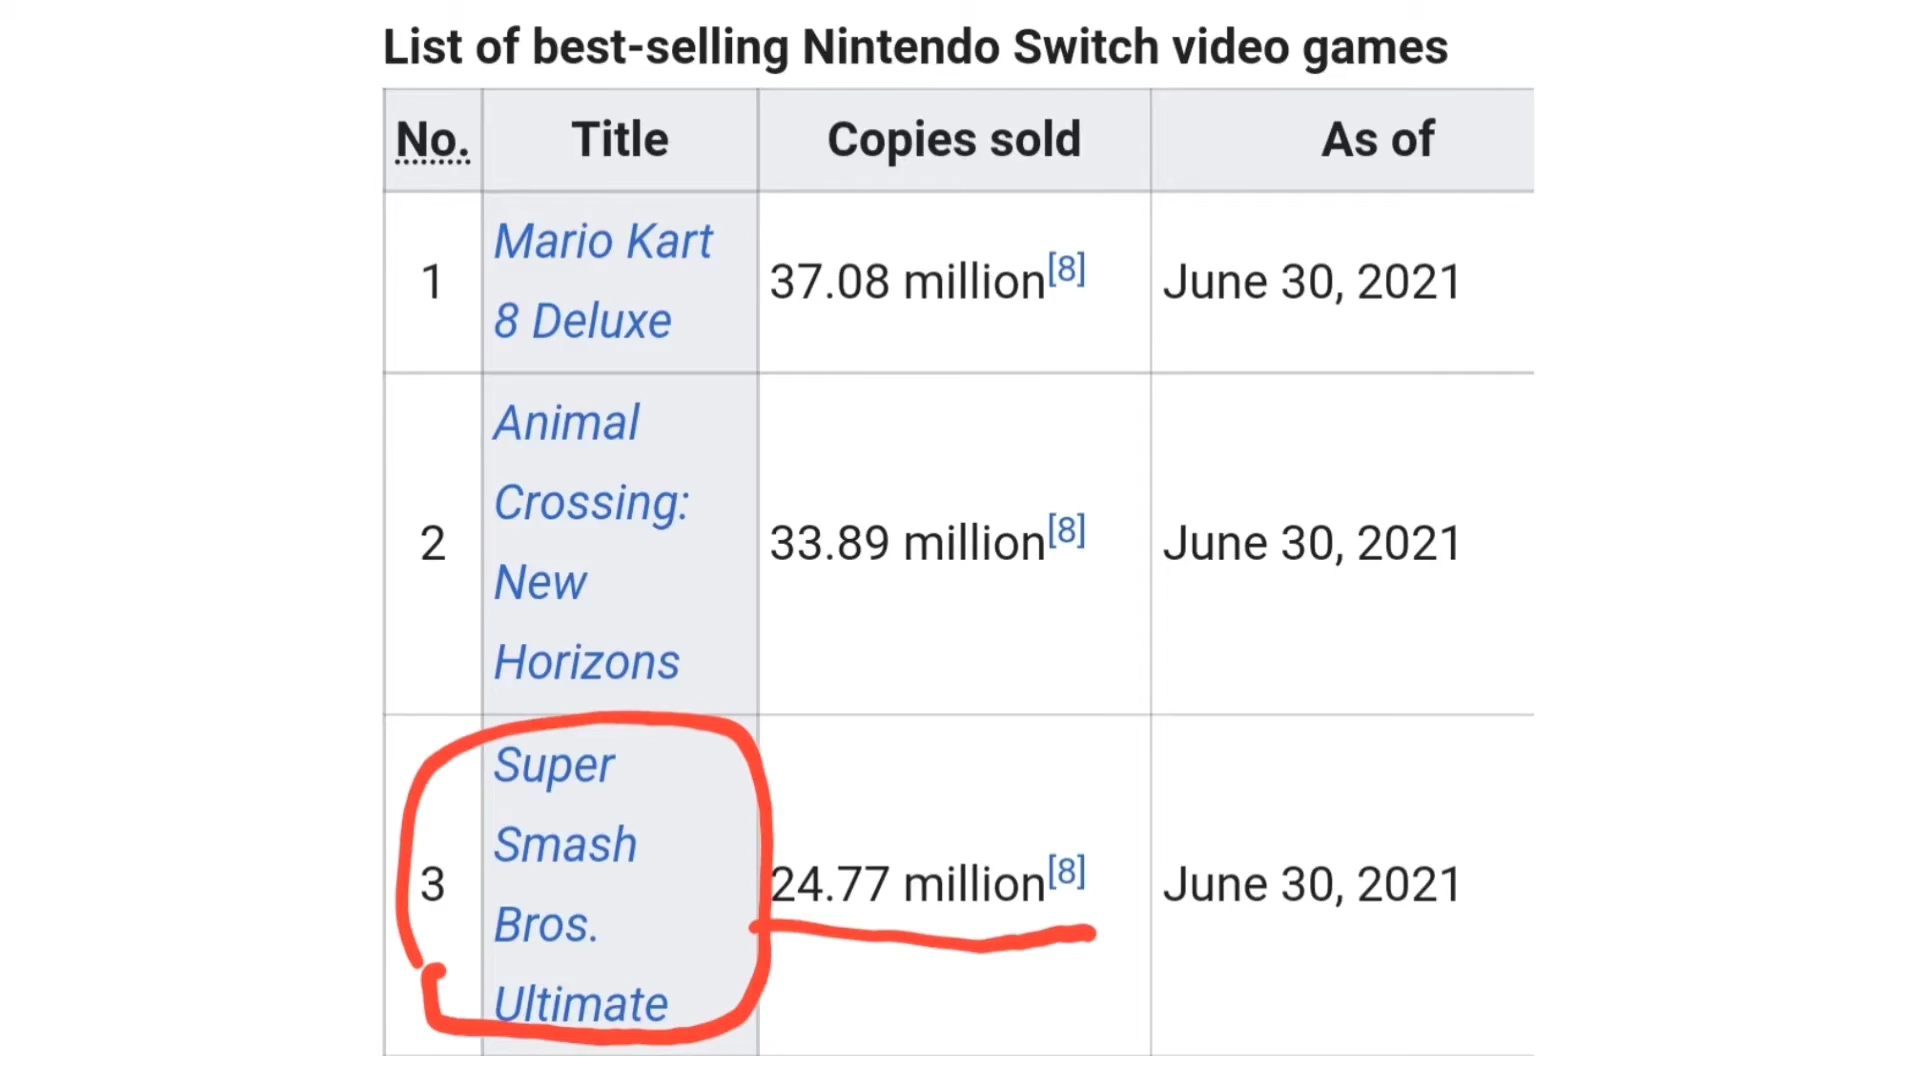 List of best-selling Nintendo Switch video games
No. Title Copies sold As of
1 Mario Kart 8 Deluxe 37.08 million[8] June 30, 2021
2 Animal Crossing: New Horizons 33.89 million[8] June 30, 2021
3 Super Smash Bros. Ultimate 24.77 million[8] June 30, 2021